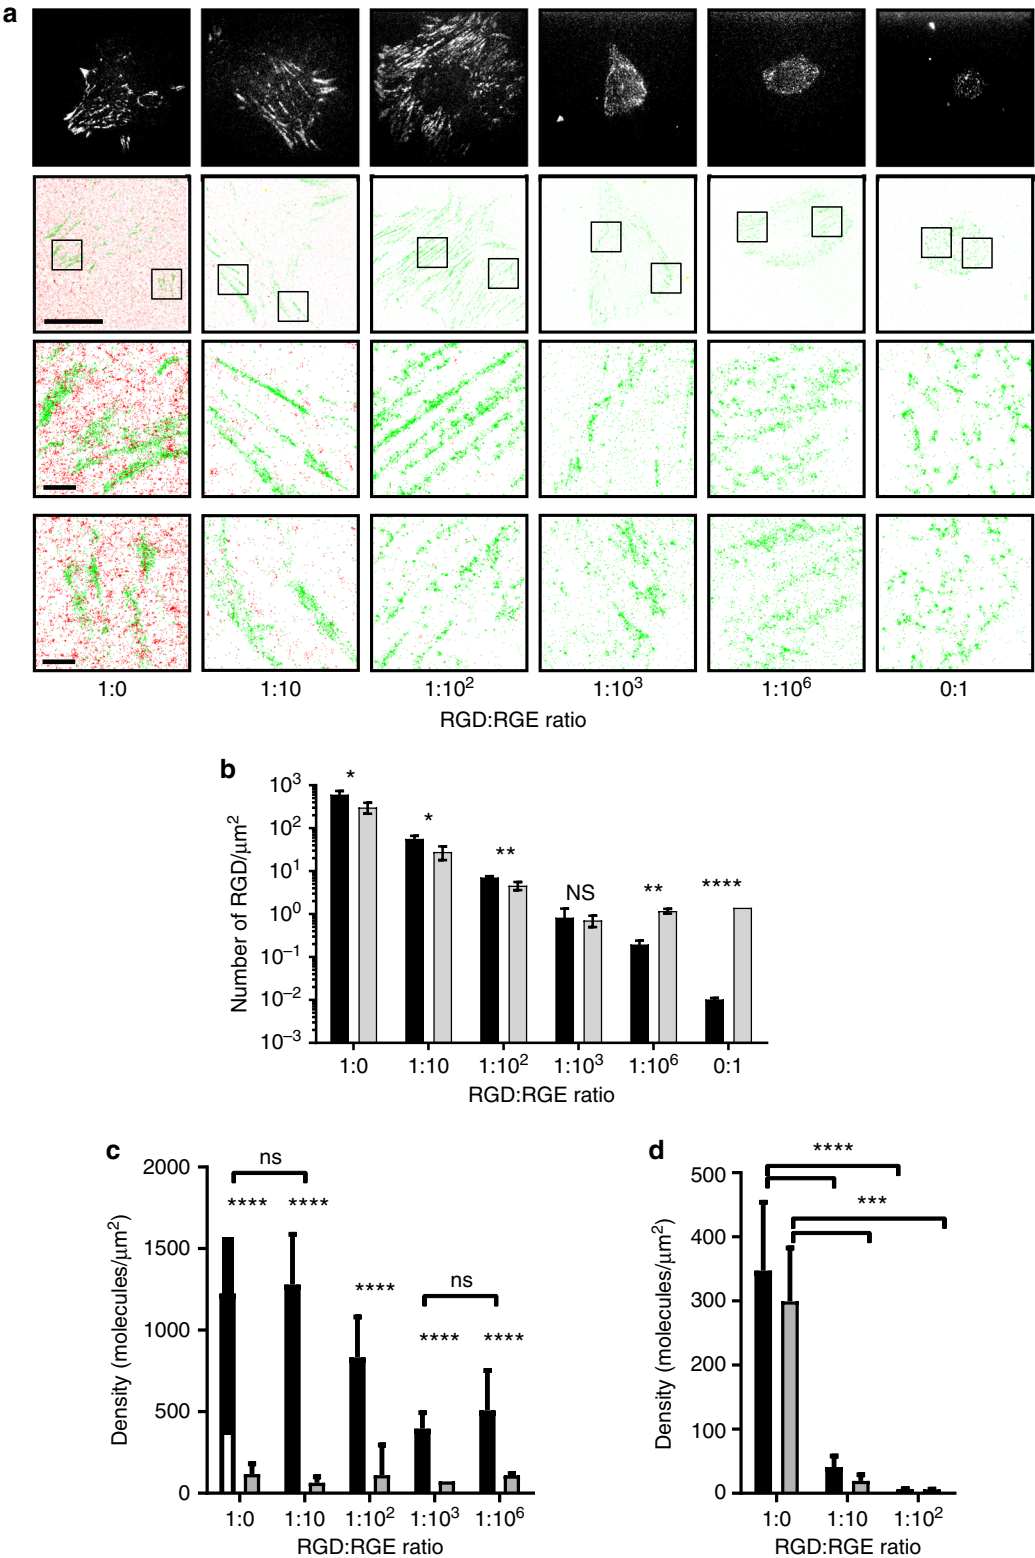 a
1:0 1:10 1:10² 1:10³ 1:10⁶ 0:1
RGD:RGE ratio
b
Number of RGD/μm²
10³
10²
10¹
10⁰
10⁻¹
10⁻²
10⁻³
* * ** NS ** ****
1:0 1:10 1:10² 1:10³ 1:10⁶ 0:1
RGD:RGE ratio
c
Density (molecules/μm²)
2000
1500
1000
500
0
ns
**** **** **** **** ****
ns
1:0 1:10 1:10² 1:10³ 1:10⁶
RGD:RGE ratio
d
Density (molecules/μm²)
500
400
300
200
100
0
****
***
1:0 1:10 1:10²
RGD:RGE ratio